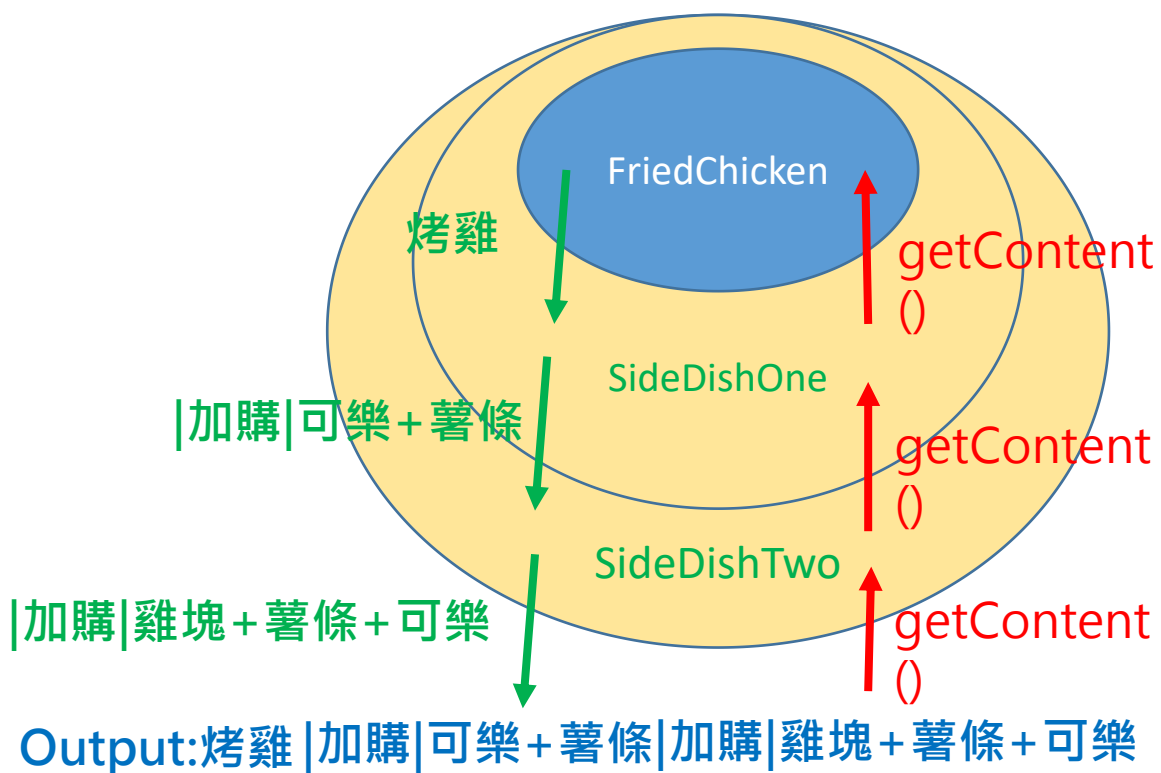 FriedChicken
烤雞
getContent
()
SideDishOne
|加購|可樂+薯條
getContent
()
SideDishTwo
|加購|雞塊+薯條+可樂
getContent
()
Output:烤雞|加購|可樂+薯條|加購|雞塊+薯條+可樂